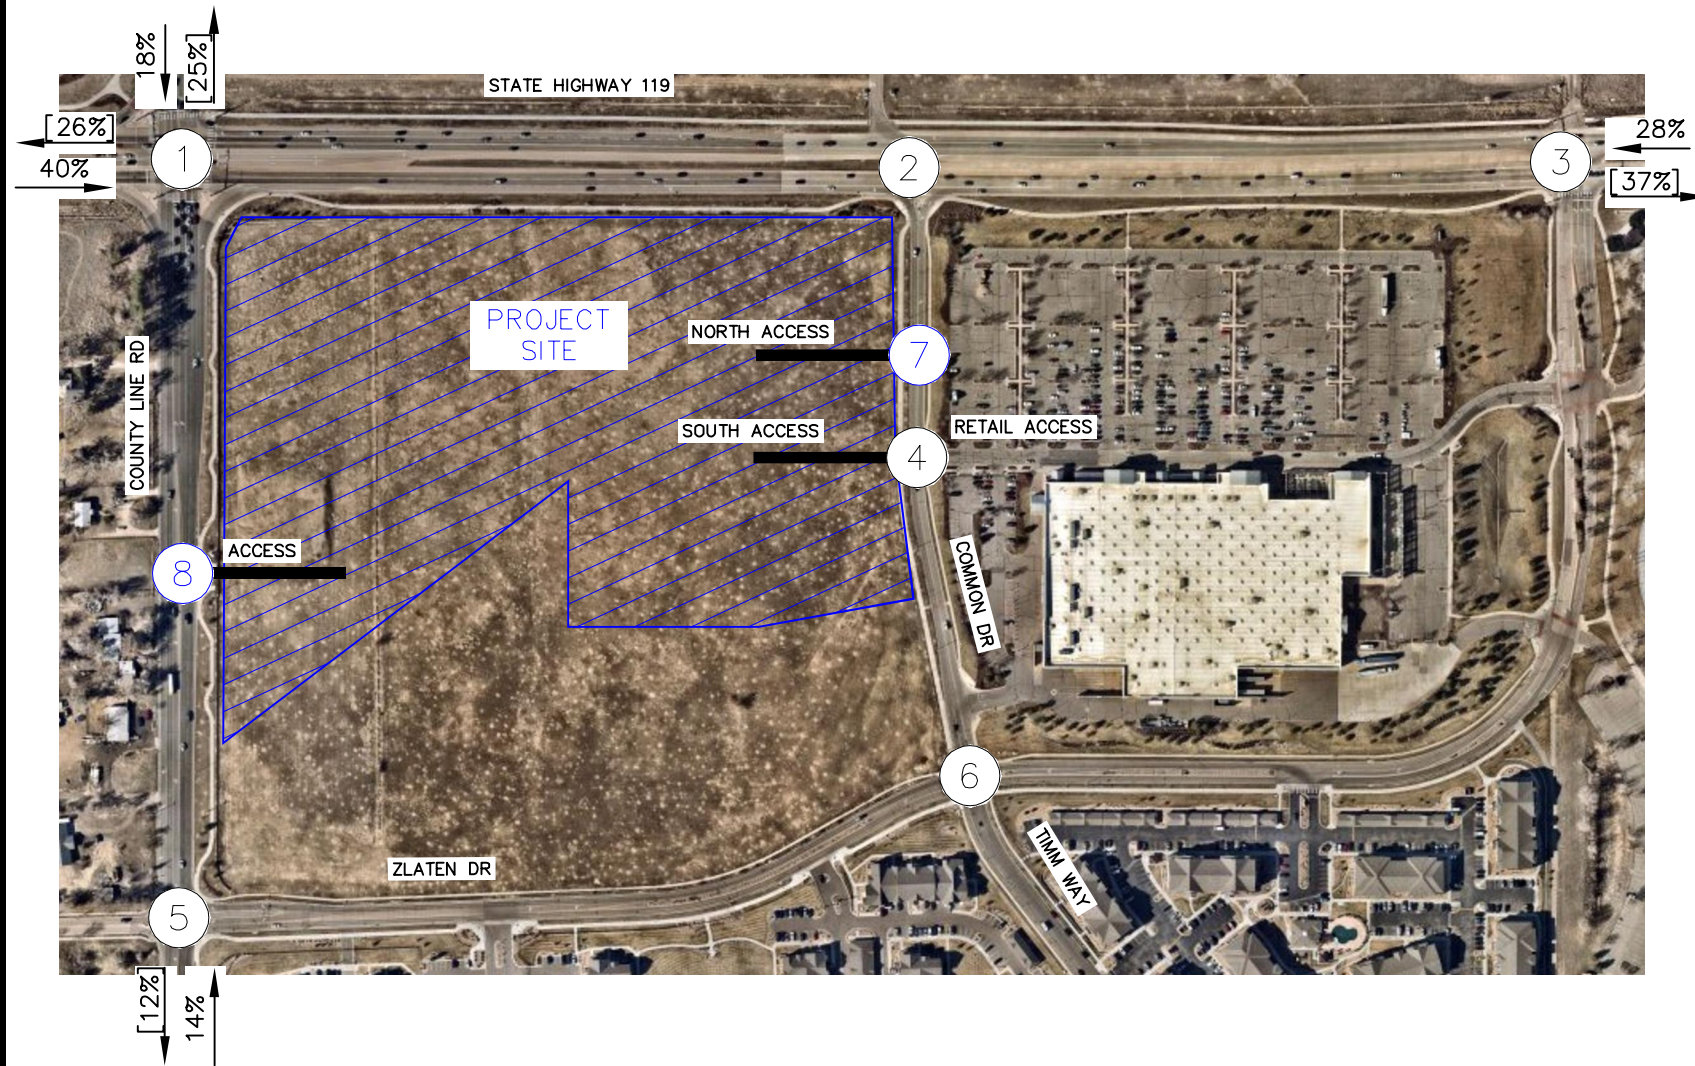 18%
[25%]
STATE HIGHWAY 119
[26%]
40%
1
2
3
28%
[37%]
PROJECT
SITE
NORTH ACCESS
7
COUNTY LINE RD
SOUTH ACCESS
4
RETAIL ACCESS
8
ACCESS
COMMON DR
6
ZLATEN DR
TIMM WAY
5
[12%]
14%